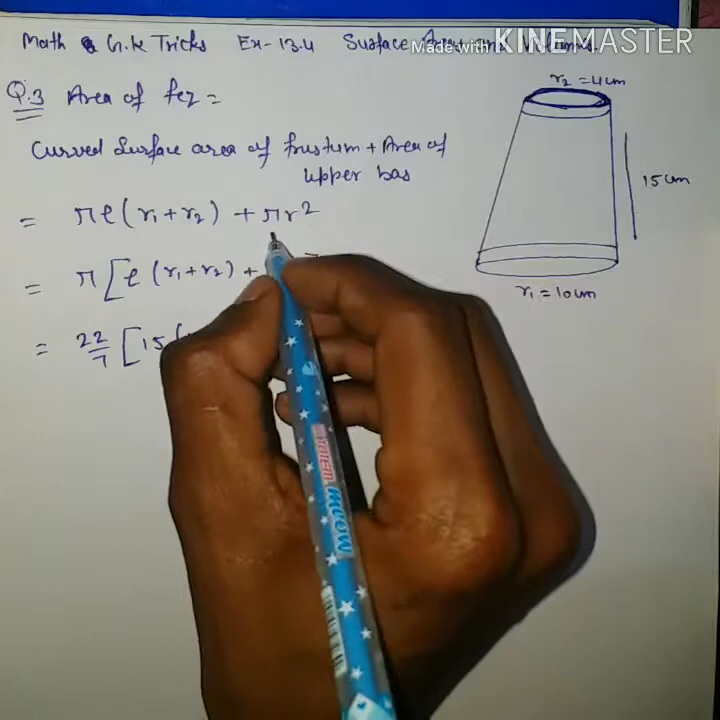 Math & G.K Tricks Ex-13.4 Surface
Made with KINEMASTER
Q.3 Area of fez =
Curved Surface area of frustum + Area of
upper bas
= πl(r₁+r₂) + πr²
= π[l(r₁+r₂)+
= 22/7 [15(
r₂ = 4cm
15cm
r₁ = 10cm